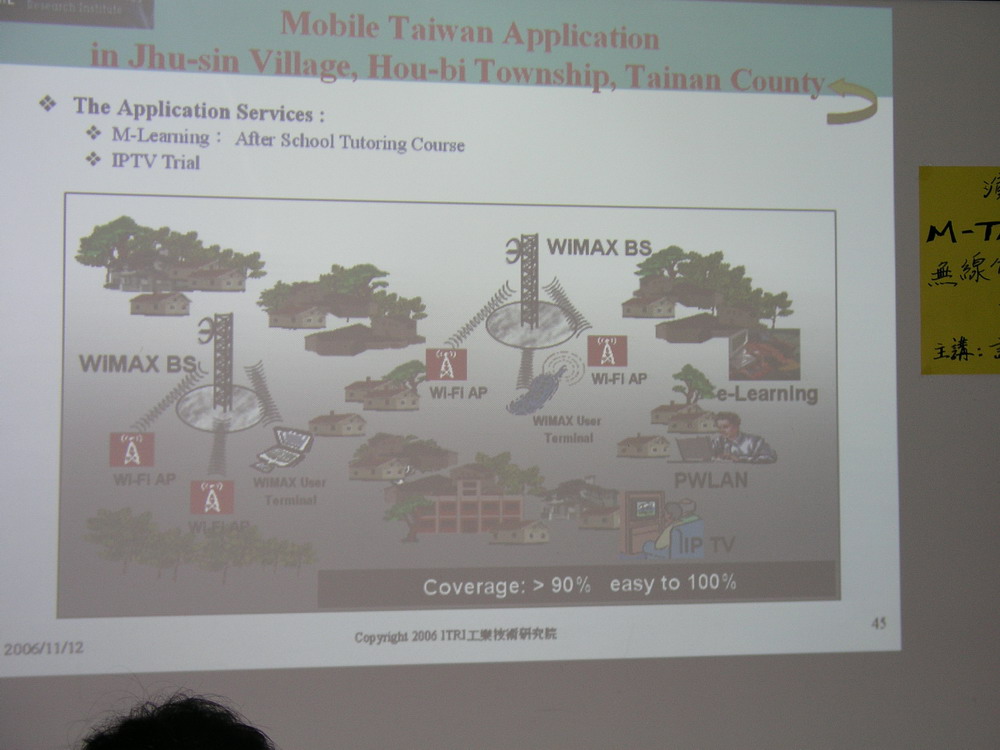 Research Institute
Mobile Taiwan Application
in Jhu-sin Village, Hou-bi Township, Tainan County
❖ The Application Services :
❖ M-Learning： After School Tutoring Course
❖ IPTV Trial
WIMAX BS
WIMAX BS
WI-FI AP
WI-FI AP
e-Learning
WIMAX User
Terminal
WI-FI AP
WIMAX User
Terminal
PWLAN
WI-FI AP
IP TV
Coverage: > 90% easy to 100%
2006/11/12
Copyright 2006 ITRI工業技術研究院
45
M-TA
無線
主講: